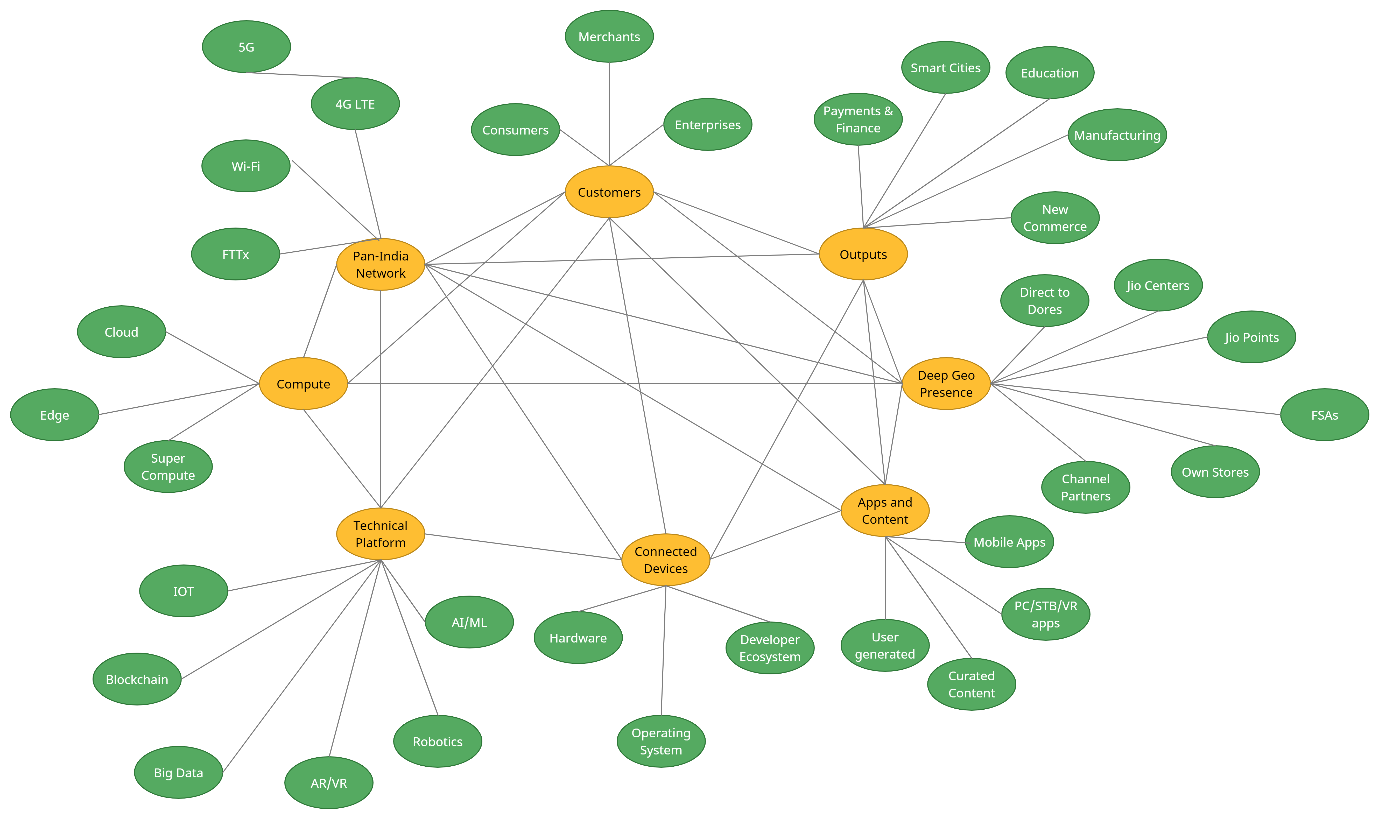 5G
Merchants
Smart Cities
Education
4G LTE
Payments &
Finance
Consumers
Enterprises
Manufacturing
Wi-Fi
Customers
New
Commerce
FTTx
Pan-India
Network
Outputs
Direct to
Dores
Jio Centers
Cloud
Jio Points
Compute
Deep Geo
Presence
Edge
FSAs
Super
Compute
Own Stores
Channel
Partners
Apps and
Content
Technical
Platform
Mobile Apps
Connected
Devices
IOT
PC/STB/VR
apps
AI/ML
Hardware
Developer
Ecosystem
User
generated
Blockchain
Curated
Content
Robotics
Operating
System
Big Data
AR/VR